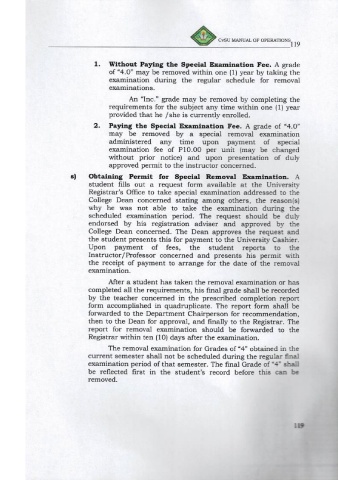 CvSU MANUAL OF OPERATIONS 119
1. Without Paying the Special Examination Fee. A grade
of "4.0" may be removed within one (1) year by taking the
examination during the regular schedule for removal
examinations.
An "Inc." grade may be removed by completing the
requirements for the subject any time within one (1) year
provided that he /she is currently enrolled.
2. Paying the Special Examination Fee. A grade of "4.0"
may be removed by a special removal examination
administered any time upon payment of special
examination fee of P10.00 per unit (may be changed
without prior notice) and upon presentation of duly
approved permit to the instructor concerned.
s) Obtaining Permit for Special Removal Examination. A
student fills out a request form available at the University
Registrar's Office to take special examination addressed to the
College Dean concerned stating among others, the reason(s)
why he was not able to take the examination during the
scheduled examination period. The request should be duly
endorsed by his registration adviser and approved by the
College Dean concerned. The Dean approves the request and
the student presents this for payment to the University Cashier.
Upon payment of fees, the student reports to the
Instructor/Professor concerned and presents his permit with
the receipt of payment to arrange for the date of the removal
examination.
After a student has taken the removal examination or has
completed all the requirements, his final grade shall be recorded
by the teacher concerned in the prescribed completion report
form accomplished in quadruplicate. The report form shall be
forwarded to the Department Chairperson for recommendation,
then to the Dean for approval, and finally to the Registrar. The
report for removal examination should be forwarded to the
Registrar within ten (10) days after the examination.
The removal examination for Grades of "4" obtained in the
current semester shall not be scheduled during the regular final
examination period of that semester. The final Grade of "4" shall
be reflected first in the student's record before this can be
removed.
119